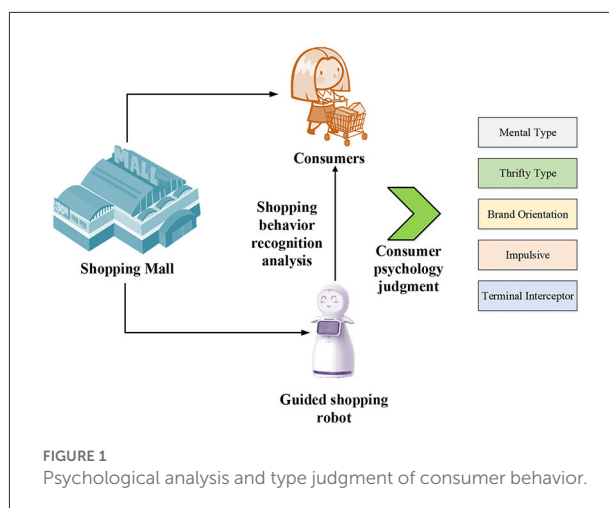 MALL
Shopping Mall
Consumers
Shopping
behavior
recognition
analysis
Guided shopping
robot
Consumer
psychology
judgment
Mental Type
Thrifty Type
Brand Orientation
Impulsive
Terminal Interceptor
FIGURE 1
Psychological analysis and type judgment of consumer behavior.